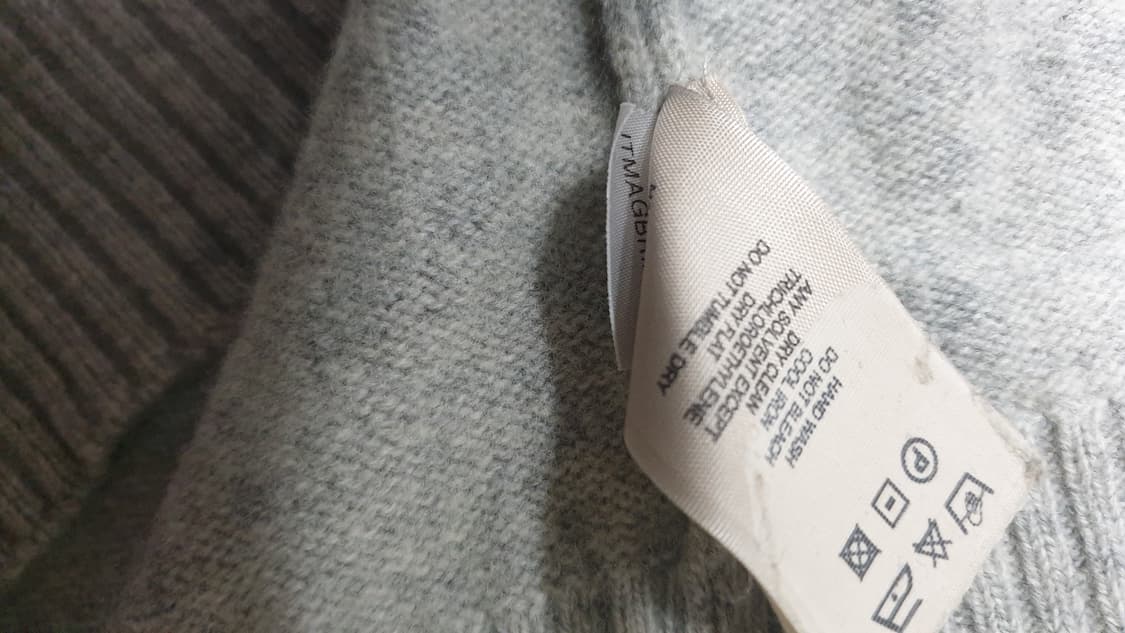 HAND WASH
DO NOT BLEACH
COOL IRON
DRY CLEAN
ANY SOLVENT EXCEPT
TRICHLOROETHYLENE
DRY FLAT
DO NOT TUMBLE DRY
P